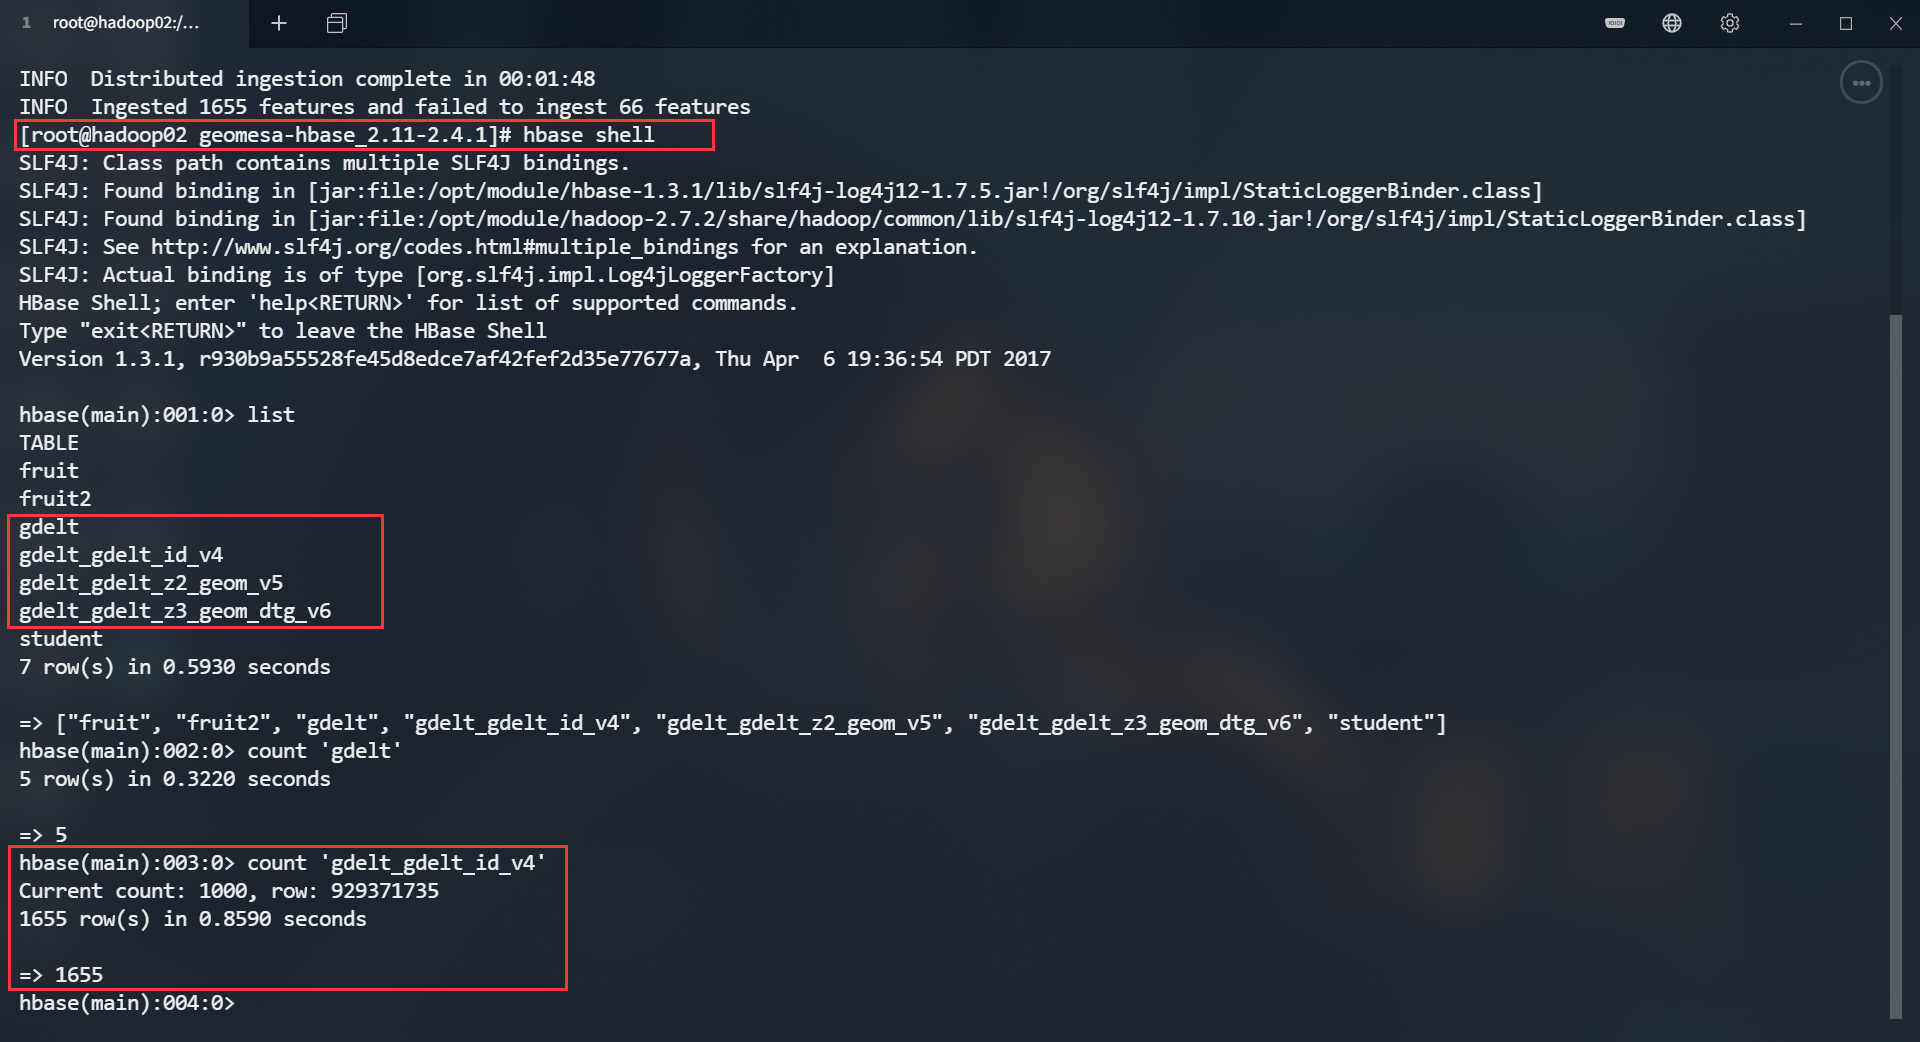 1 root@hadoop02:/...
INFO  Distributed ingestion complete in 00:01:48
INFO  Ingested 1655 features and failed to ingest 66 features
[root@hadoop02 geomesa-hbase_2.11-2.4.1]# hbase shell
SLF4J: Class path contains multiple SLF4J bindings.
SLF4J: Found binding in [jar:file:/opt/module/hbase-1.3.1/lib/slf4j-log4j12-1.7.5.jar!/org/slf4j/impl/StaticLoggerBinder.class]
SLF4J: Found binding in [jar:file:/opt/module/hadoop-2.7.2/share/hadoop/common/lib/slf4j-log4j12-1.7.10.jar!/org/slf4j/impl/StaticLoggerBinder.class]
SLF4J: See http://www.slf4j.org/codes.html#multiple_bindings for an explanation.
SLF4J: Actual binding is of type [org.slf4j.impl.Log4jLoggerFactory]
HBase Shell; enter 'help<RETURN>' for list of supported commands.
Type "exit<RETURN>" to leave the HBase Shell
Version 1.3.1, r930b9a55528fe45d8edce7af42fef2d35e77677a, Thu Apr  6 19:36:54 PDT 2017
hbase(main):001:0> list
TABLE
fruit
fruit2
gdelt
gdelt_gdelt_id_v4
gdelt_gdelt_z2_geom_v5
gdelt_gdelt_z3_geom_dtg_v6
student
7 row(s) in 0.5930 seconds
=> ["fruit", "fruit2", "gdelt", "gdelt_gdelt_id_v4", "gdelt_gdelt_z2_geom_v5", "gdelt_gdelt_z3_geom_dtg_v6", "student"]
hbase(main):002:0> count 'gdelt'
5 row(s) in 0.3220 seconds
=> 5
hbase(main):003:0> count 'gdelt_gdelt_id_v4'
Current count: 1000, row: 929371735
1655 row(s) in 0.8590 seconds
=> 1655
hbase(main):004:0>